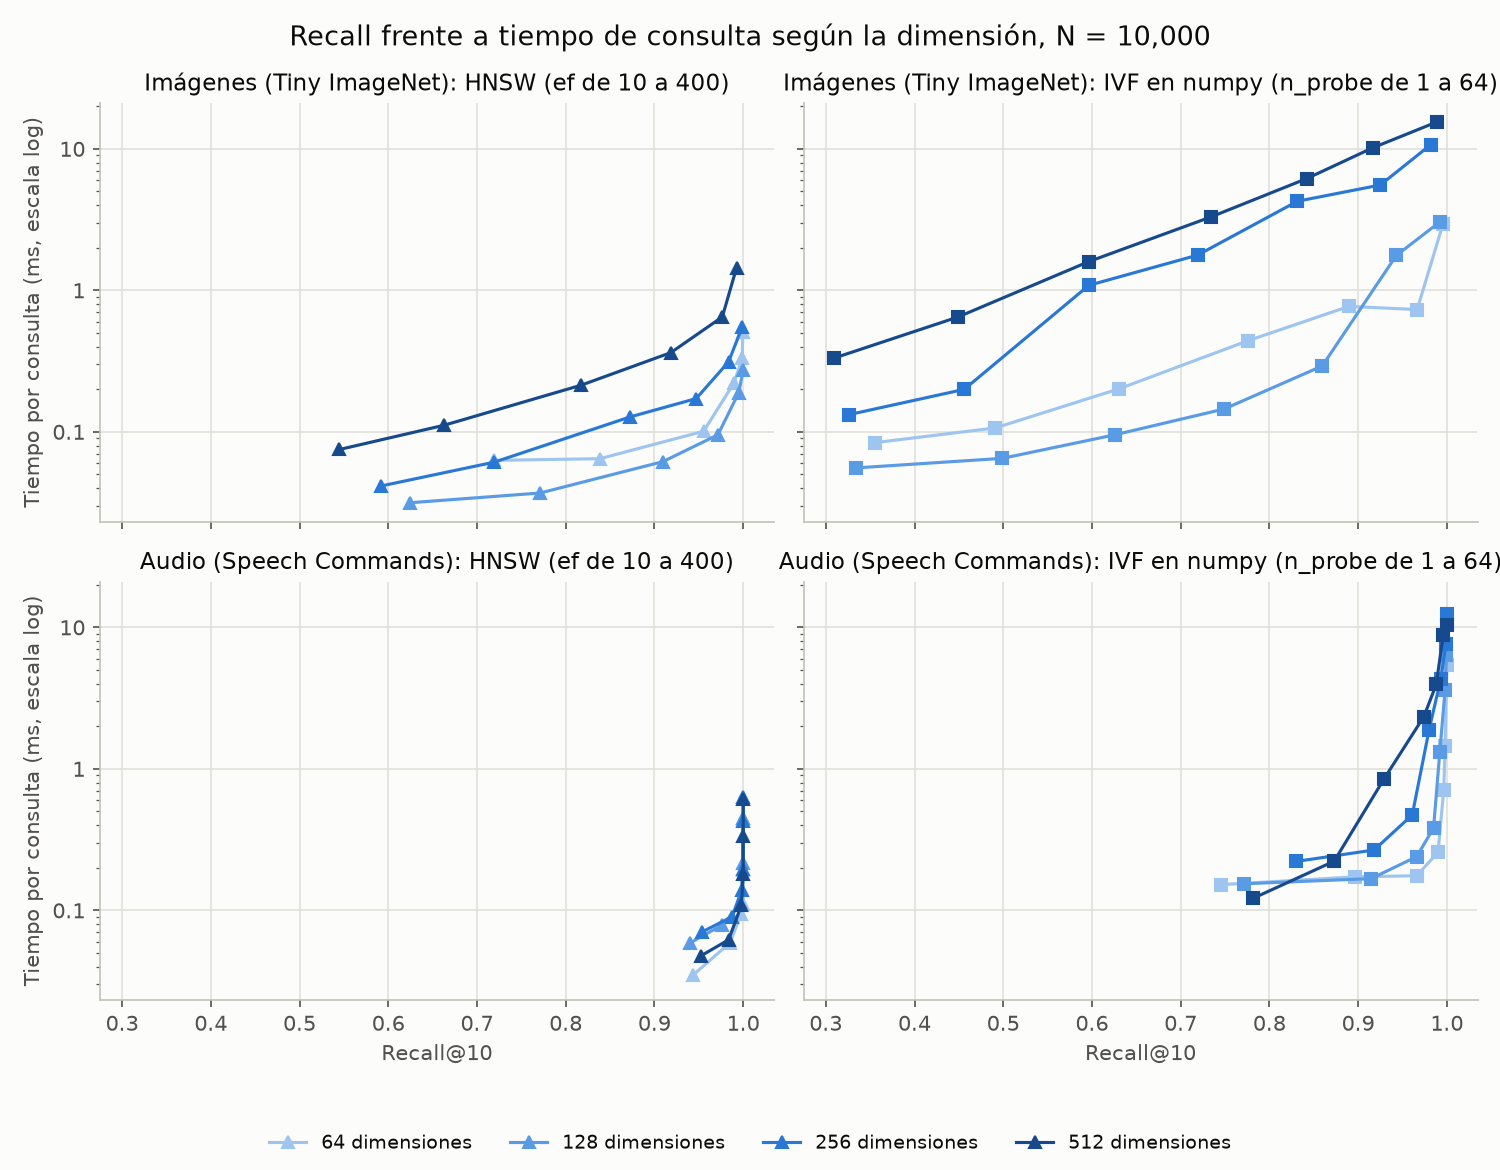 Recall frente a tiempo de consulta según la dimensión, N = 10,000
Imágenes (Tiny ImageNet): HNSW (ef de 10 a 400)
Imágenes (Tiny ImageNet): IVF en numpy (n_probe de 1 a 64)
Tiempo por consulta (ms, escala log)
10
1
0.1
Audio (Speech Commands): HNSW (ef de 10 a 400)
Audio (Speech Commands): IVF en numpy (n_probe de 1 a 64)
Tiempo por consulta (ms, escala log)
10
1
0.1
0.3 0.4 0.5 0.6 0.7 0.8 0.9 1.0
0.3 0.4 0.5 0.6 0.7 0.8 0.9 1.0
Recall@10
Recall@10
64 dimensiones
128 dimensiones
256 dimensiones
512 dimensiones